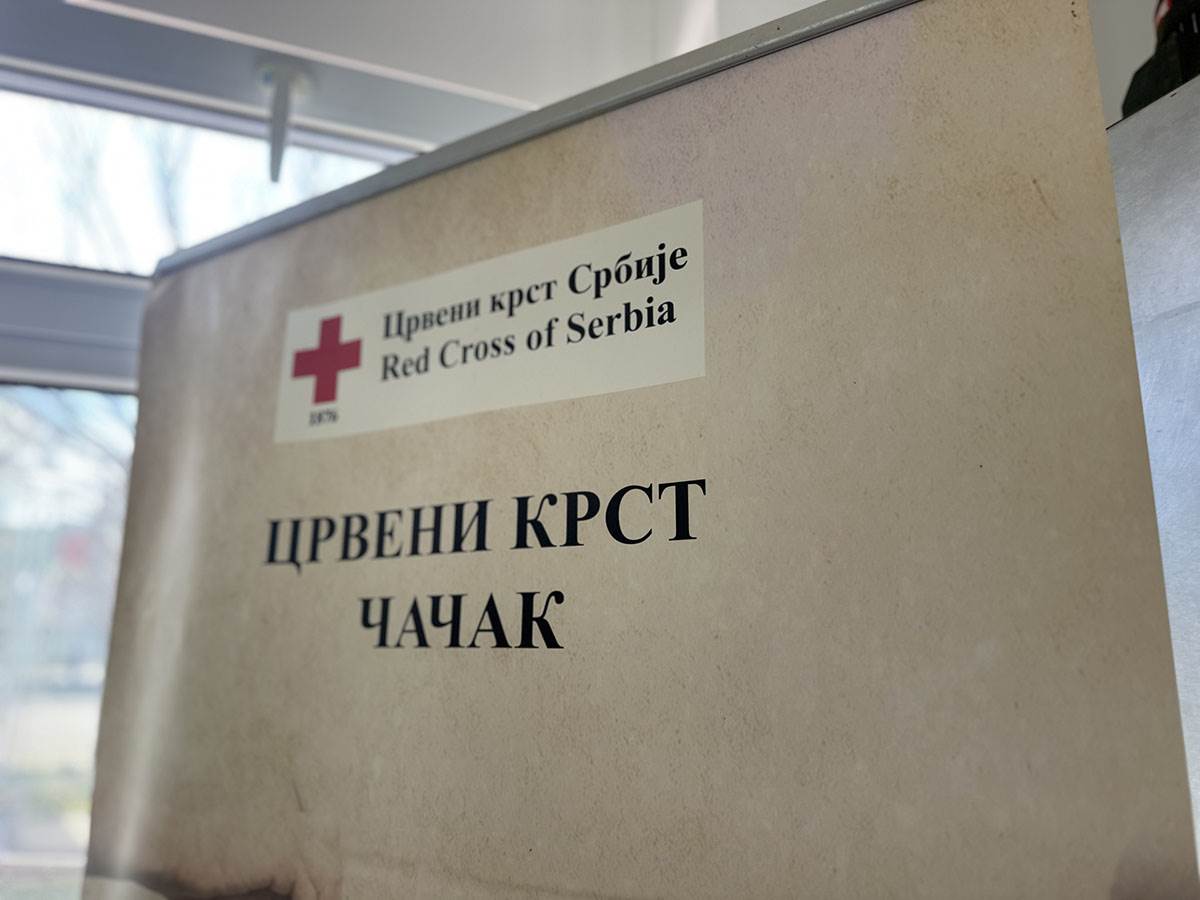 Црвени крст Србије
Red Cross of Serbia
1876
ЦРВЕНИ КРСТ
ЧАЧАК